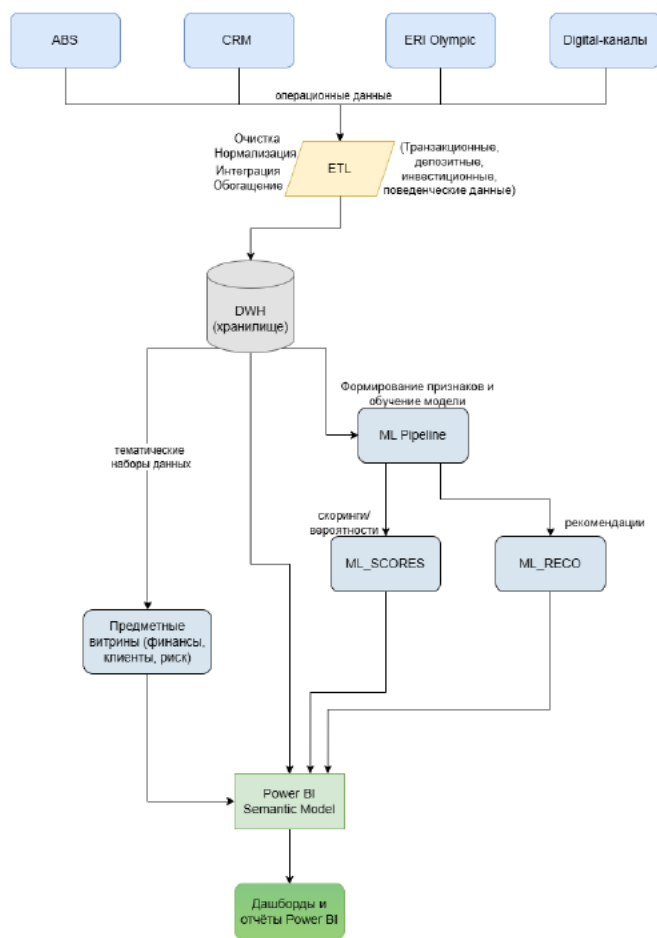 ABS
CRM
ERI Olympic
Digital-каналы
операционные данные
Очистка
Нормализация
Интеграция
Обогащение
ETL
(Транзакционные,
депозитные,
инвестиционные,
поведенческие данные)
DWH
(хранилище)
Формирование признаков и
обучение модели
ML Pipeline
тематические
наборы данных
скоринги/
вероятности
рекомендации
ML_SCORES
ML_RECO
Предметные
витрины (финансы,
клиенты, риск)
Power BI
Semantic Model
Дашборды и
отчёты Power BI